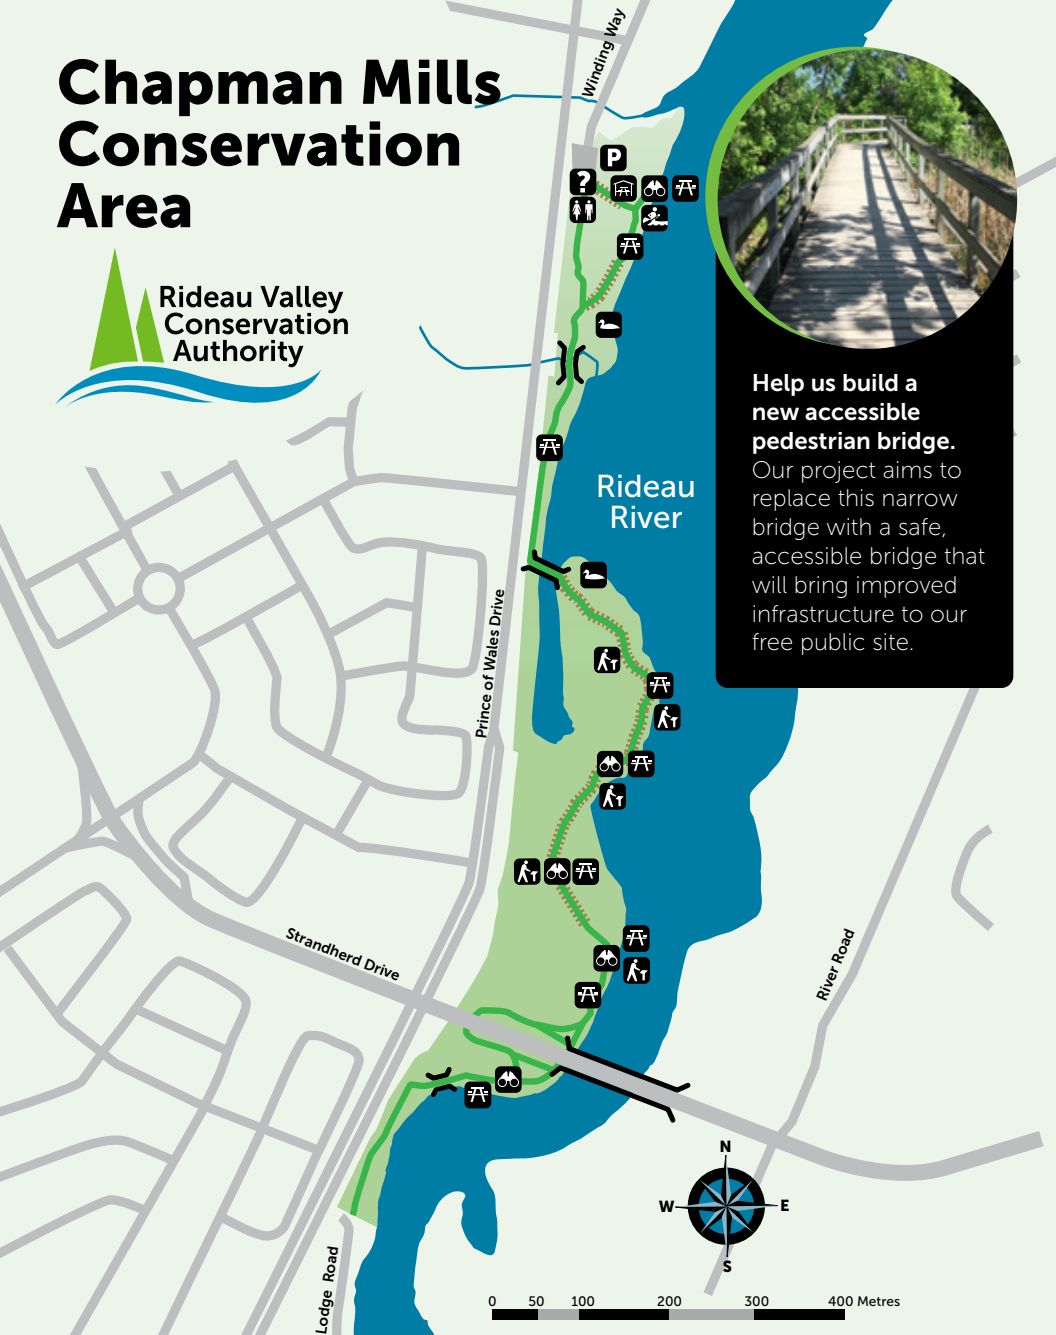 Winding Way
Chapman Mills
Conservation
Area
P
?
Rideau Valley
Conservation
Authority
Help us build a
new accessible
pedestrian bridge.
Our project aims to
replace this narrow
bridge with a safe,
accessible bridge that
will bring improved
infrastructure to our
free public site.
Rideau
River
Prince of Wales Drive
Strandherd Drive
River Road
N
W
E
S
Lodge Road
0 50 100 200 300 400 Metres